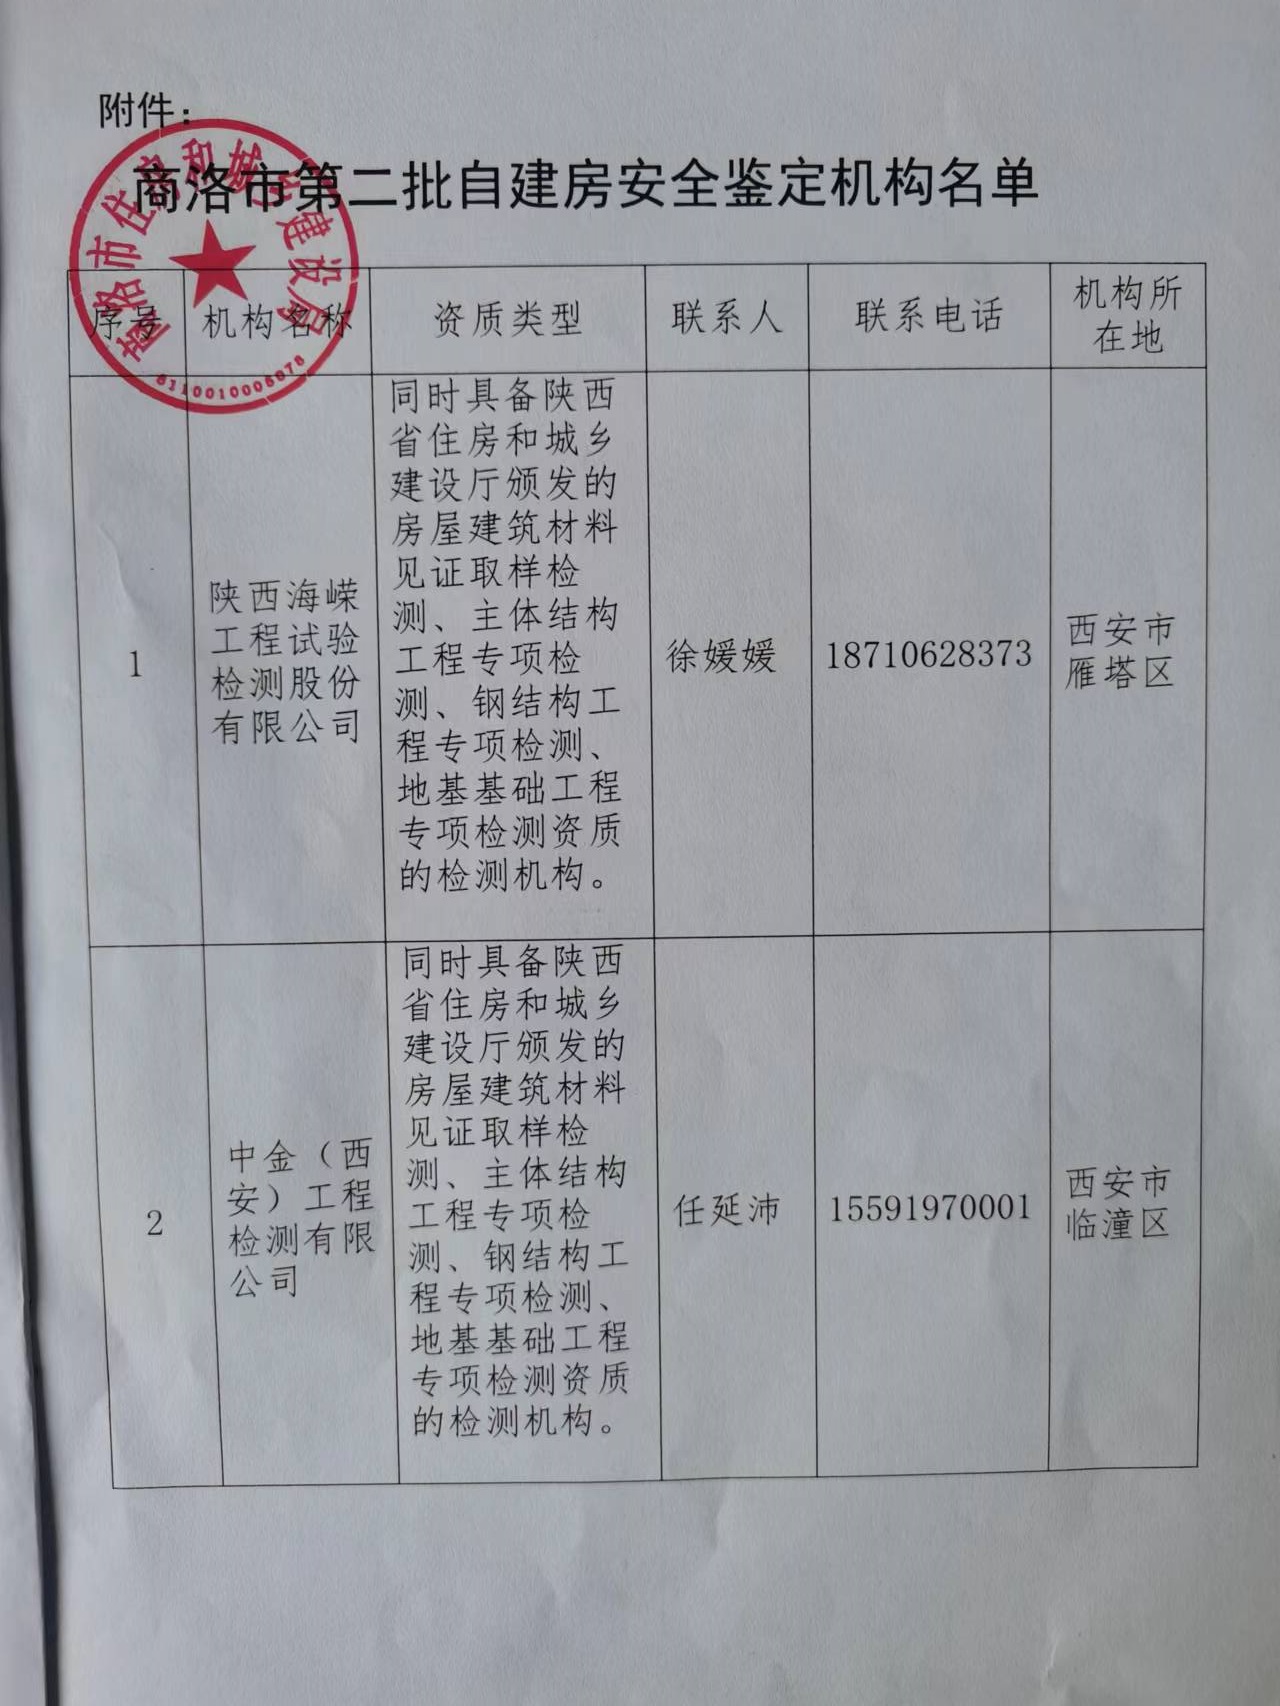 附件：
商洛市第二批自建房安全鉴定机构名单
商洛市住房和城乡建设局
序号
机构名称
资质类型
联系人
联系电话
机构所
在地
1
陕西海嵘
工程试验
检测股份
有限公司
同时具备陕西
省住房和城乡
建设厅颁发的
房屋建筑材料
见证取样检
测、主体结构
工程专项检
测、钢结构工
程专项检测、
地基基础工程
专项检测资质
的检测机构。
徐媛媛
18710628373
西安市
雁塔区
2
中金（西
安）工程
检测有限
公司
同时具备陕西
省住房和城乡
建设厅颁发的
房屋建筑材料
见证取样检
测、主体结构
工程专项检
测、钢结构工
程专项检测、
地基基础工程
专项检测资质
的检测机构。
任延沛
15591970001
西安市
临潼区